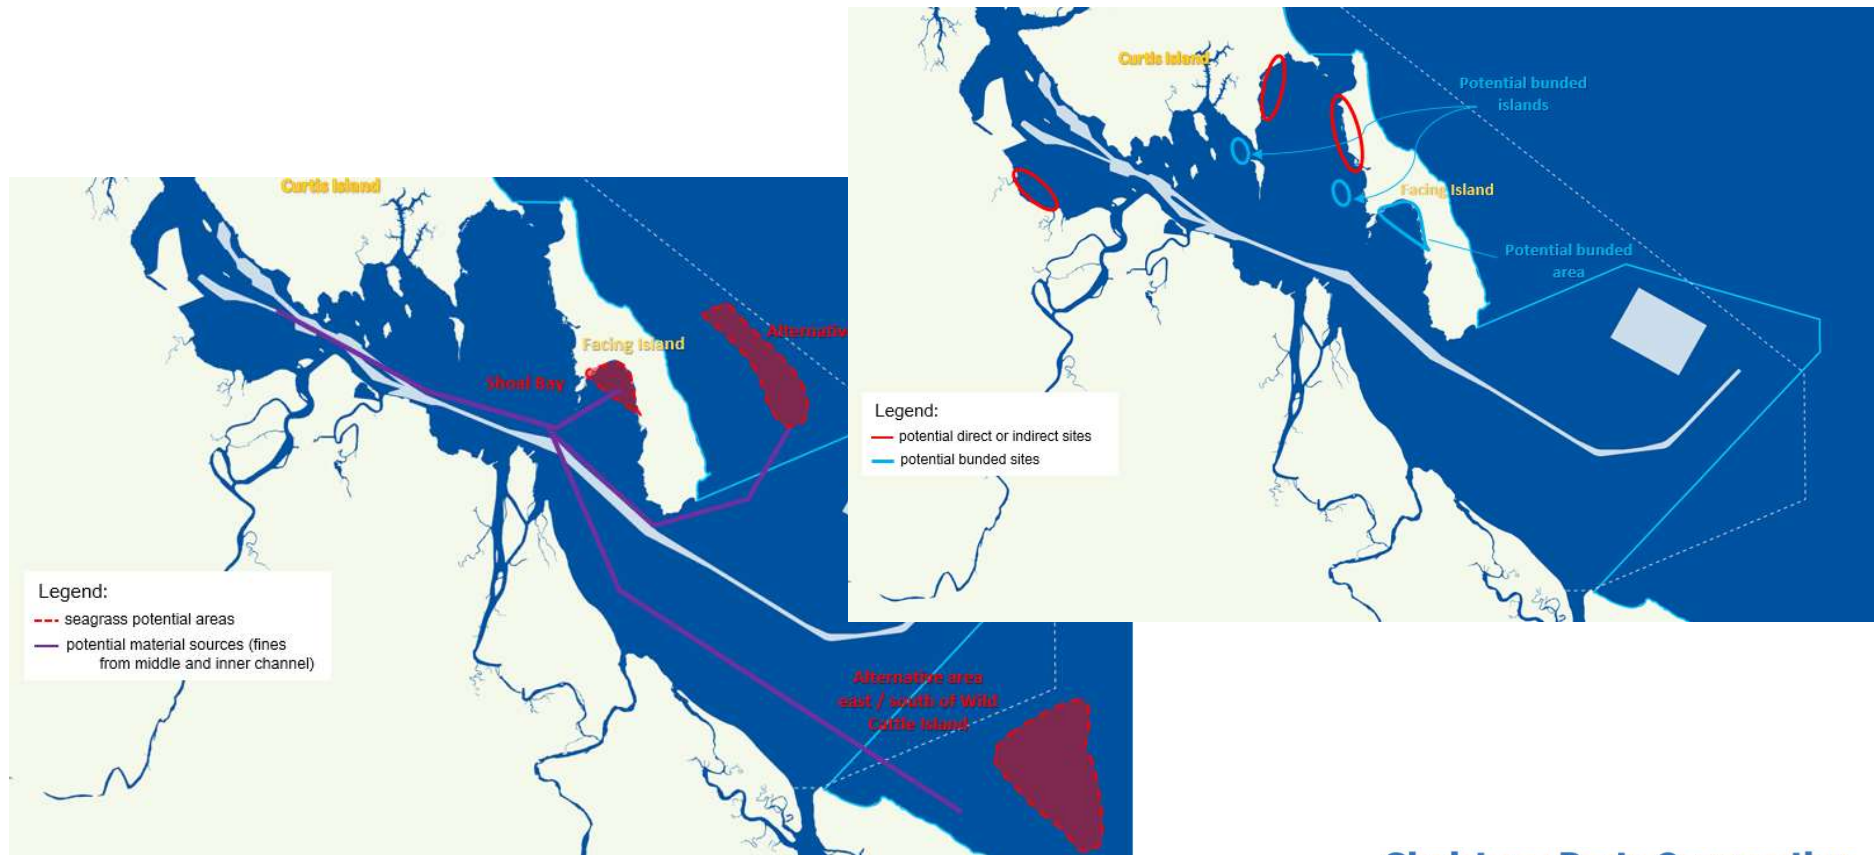 Curtis Island
Facing Island
Shoal Bay
Alternative area
east / south of Wild
Cattle Island
Legend:
seagrass potential areas
potential material sources (fines
from middle and inner channel)
Curtis Island
Potential bunded
islands
Facing Island
Potential bunded
area
Legend:
potential direct or indirect sites
potential bunded sites